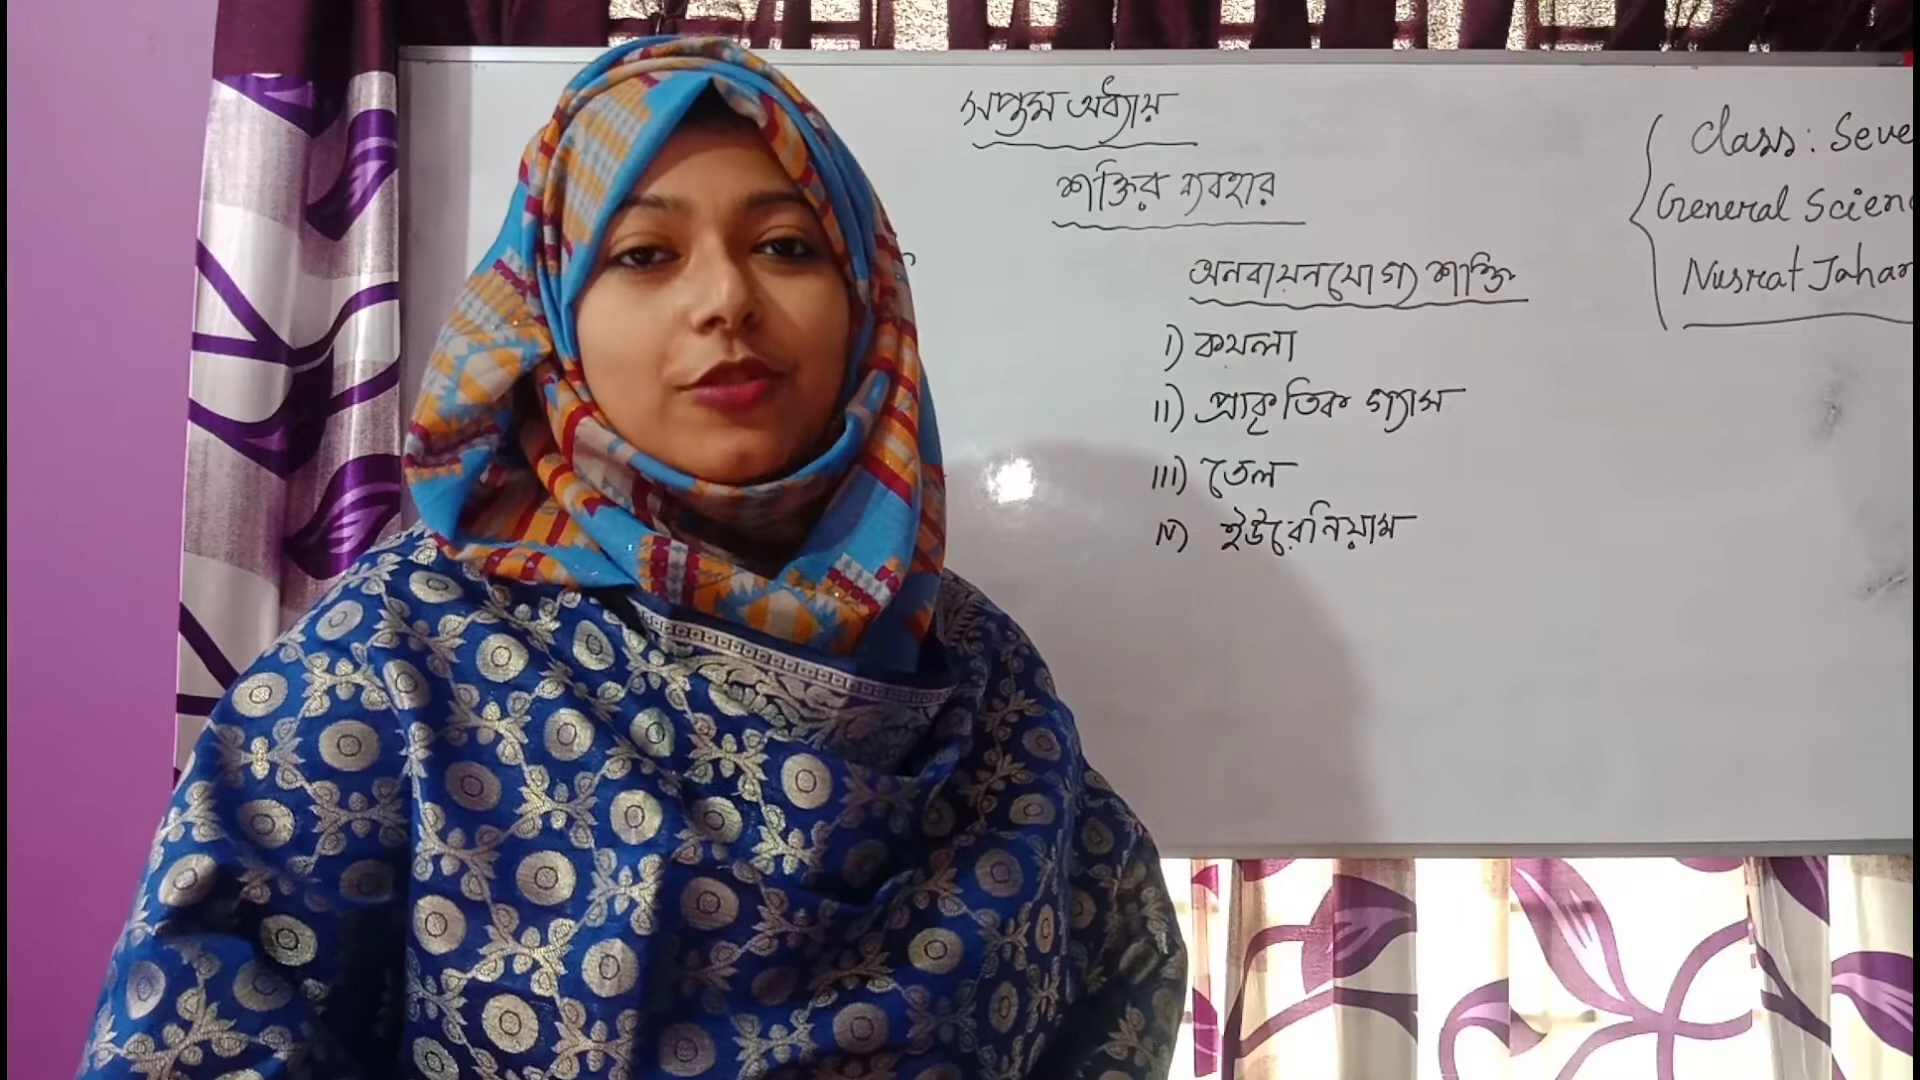 সপ্তম অধ্যায়
শক্তির ব্যবহার
Class: Seve
General Scien
Nusrat Jahan
অনবায়নযোগ্য শক্তি
i) কয়লা
ii) প্রাকৃতিক গ্যাস
iii) তেল
iv) ইউরেনিয়াম